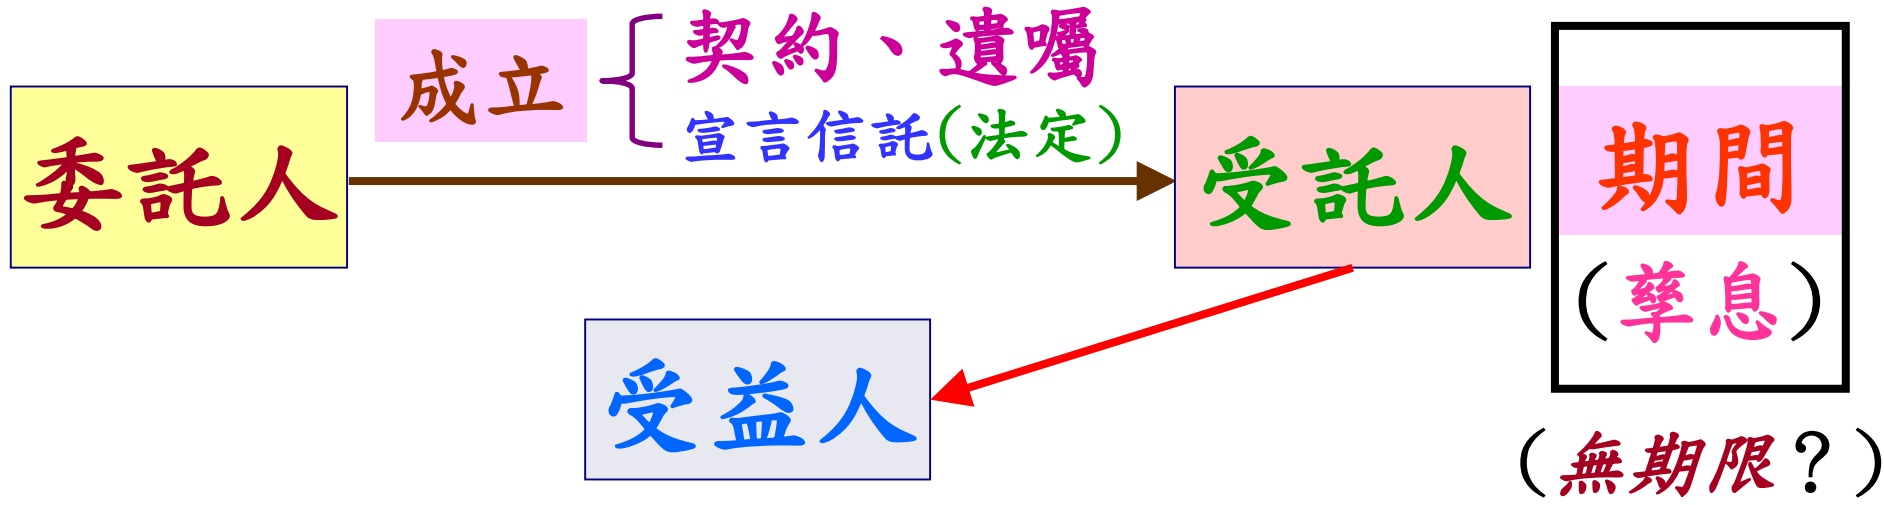 成立
契約、遺囑
宣言信託(法定)
委託人
受託人
期間
(孳息)
受益人
(無期限?)